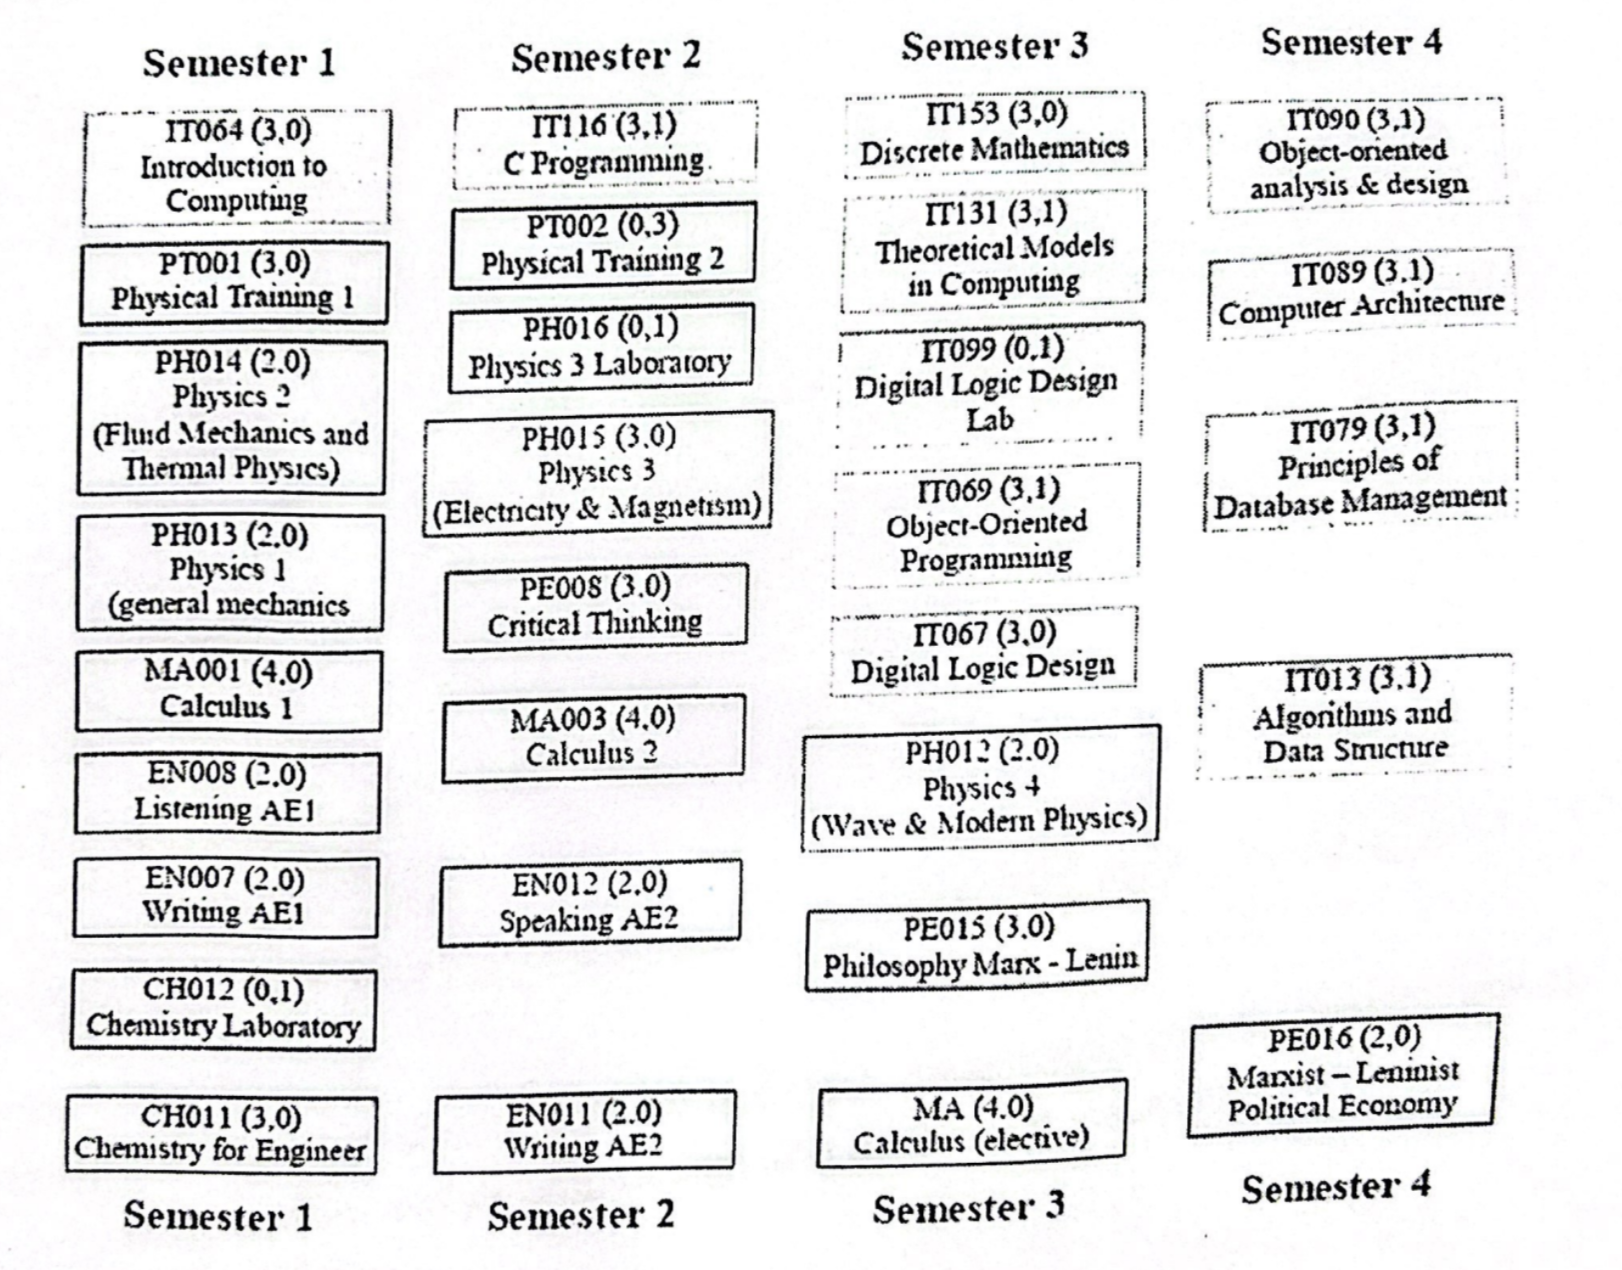 Semester 1
IT064 (3,0)
Introduction to
Computing
PT001 (3,0)
Physical Training 1
PH014 (2.0)
Physics 2
(Fluid Mechanics and
Thermal Physics)
PH013 (2.0)
Physics 1
(general mechanics
MA001 (4.0)
Calculus 1
EN008 (2.0)
Listening AE1
EN007 (2.0)
Writing AE1
CH012 (0,1)
Chemistry Laboratory
CH011 (3,0)
Chemistry for Engineer
Semester 1
Semester 2
IT116 (3,1)
C Programming
PT002 (0,3)
Physical Training 2
PH016 (0,1)
Physics 3 Laboratory
PH015 (3.0)
Physics 3
(Electricity & Magnetism)
PE008 (3.0)
Critical Thinking
MA003 (4.0)
Calculus 2
EN012 (2.0)
Speaking AE2
EN011 (2.0)
Writing AE2
Semester 2
Semester 3
IT153 (3,0)
Discrete Mathematics
IT131 (3,1)
Theoretical Models
in Computing
IT099 (0.1)
Digital Logic Design
Lab
IT069 (3,1)
Object-Oriented
Programming
IT067 (3,0)
Digital Logic Design
PH012 (2.0)
Physics 4
(Wave & Modern Physics)
PE015 (3.0)
Philosophy Marx - Lenin
MA (4.0)
Calculus (elective)
Semester 3
Semester 4
IT090 (3,1)
Object-oriented
analysis & design
IT089 (3,1)
Computer Architecture
IT079 (3,1)
Principles of
Database Management
IT013 (3,1)
Algorithms and
Data Structure
PE016 (2,0)
Marxist – Leninist
Political Economy
Semester 4